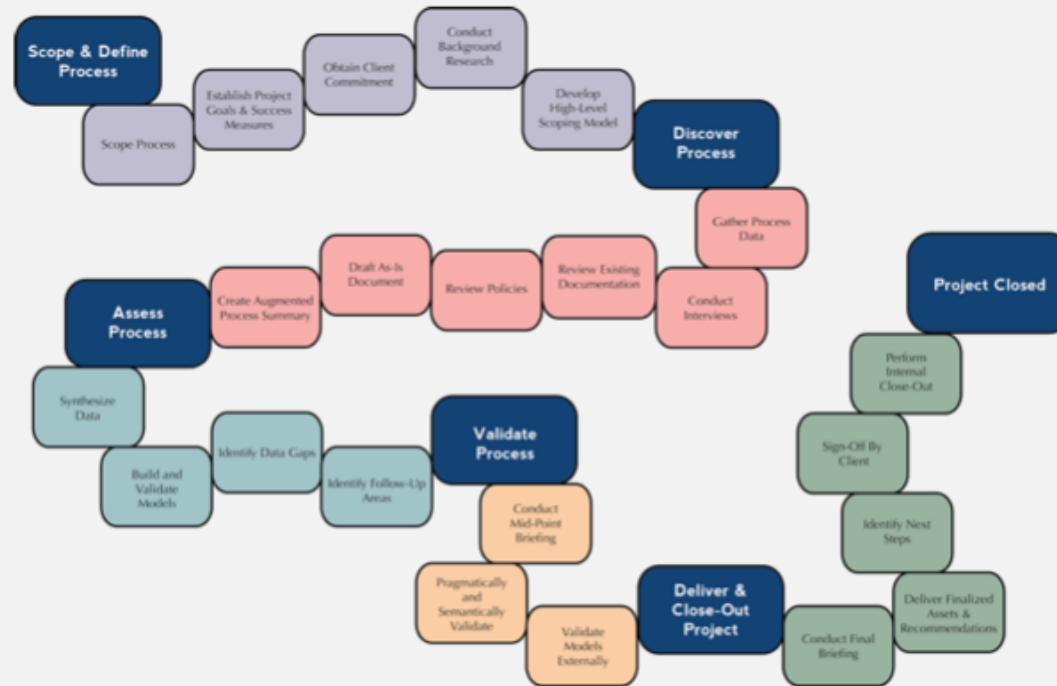 Scope & Define
Process
Scope Process
Establish Project
Goals & Success
Measures
Obtain Client
Commitment
Conduct
Background
Research
Develop
High-Level
Scoping Model
Discover
Process
Gather Process
Data
Conduct
Interviews
Review Existing
Documentation
Review Policies
Draft As-Is
Document
Create Augmented
Process Summary
Assess
Process
Synthesize
Data
Build and
Validate
Models
Identify Data Gaps
Identify Follow-Up
Areas
Validate
Process
Conduct
Mid-Point
Briefing
Pragmatically
and
Semantically
Validate
Validate
Models
Externally
Deliver &
Close-Out
Project
Conduct Final
Briefing
Deliver Finalized
Assets &
Recommendations
Identify Next
Steps
Sign-Off By
Client
Perform
Internal
Close-Out
Project Closed